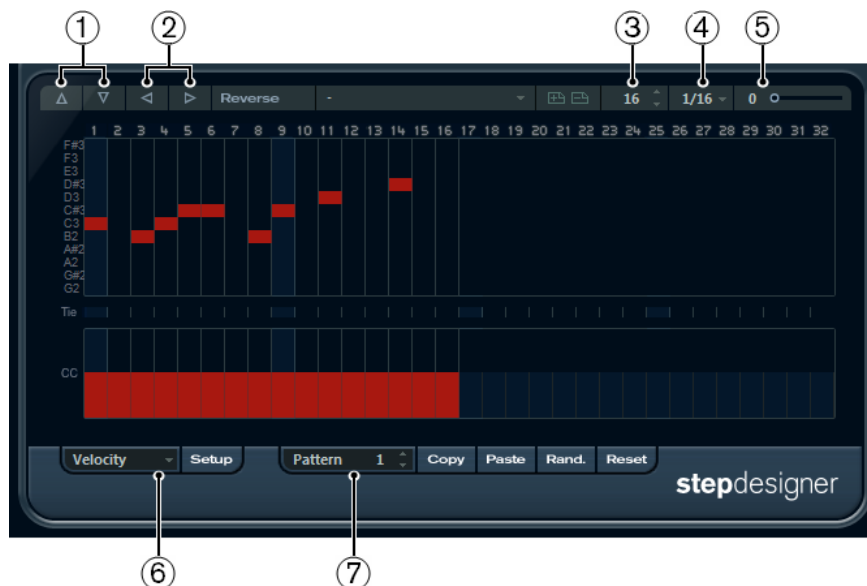 ① ② ③ ④ ⑤
Reverse - 16 1/16 0
1 2 3 4 5 6 7 8 9 10 11 12 13 14 15 16 17 18 19 20 21 22 23 24 25 26 27 28 29 30 31 32
F#3
F3
E3
D#3
D3
C#3
C3
B2
A#2
A2
G#2
G2
Tie
CC
Velocity Setup Pattern 1 Copy Paste Rand. Reset
stepdesigner
⑥ ⑦